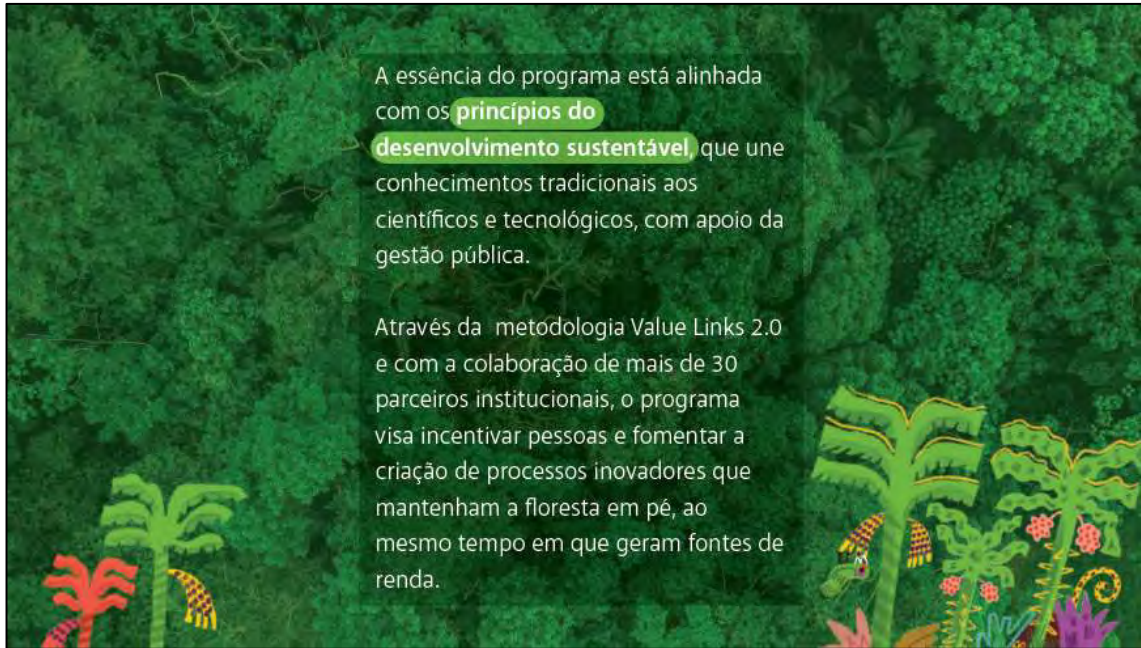 A essência do programa está alinhada
com os princípios do
desenvolvimento sustentável, que une
conhecimentos tradicionais aos
científicos e tecnológicos, com apoio da
gestão pública.
Através da  metodologia Value Links 2.0
e com a colaboração de mais de 30
parceiros institucionais, o programa
visa incentivar pessoas e fomentar a
criação de processos inovadores que
mantenham a floresta em pé, ao
mesmo tempo em que geram fontes de
renda.